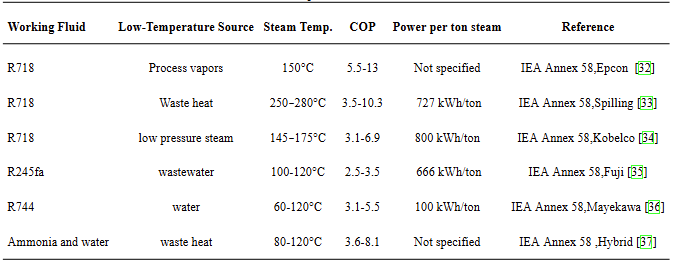 Working Fluid Low-Temperature Source Steam Temp. COP Power per ton steam Reference
R718 Process vapors 150°C 5.5-13 Not specified IEA Annex 58,Epcon [32]
R718 Waste heat 250–280°C 3.5-10.3 727 kWh/ton IEA Annex 58,Spilling [33]
R718 low pressure steam 145–175°C 3.1-6.9 800 kWh/ton IEA Annex 58,Kobelco [34]
R245fa wastewater 100-120°C 2.5-3.5 666 kWh/ton IEA Annex 58,Fuji [35]
R744 water 60-120°C 3.1-5.5 100 kWh/ton IEA Annex 58,Mayekawa [36]
Ammonia and water waste heat 80-120°C 3.6-8.1 Not specified IEA Annex 58 ,Hybrid [37]